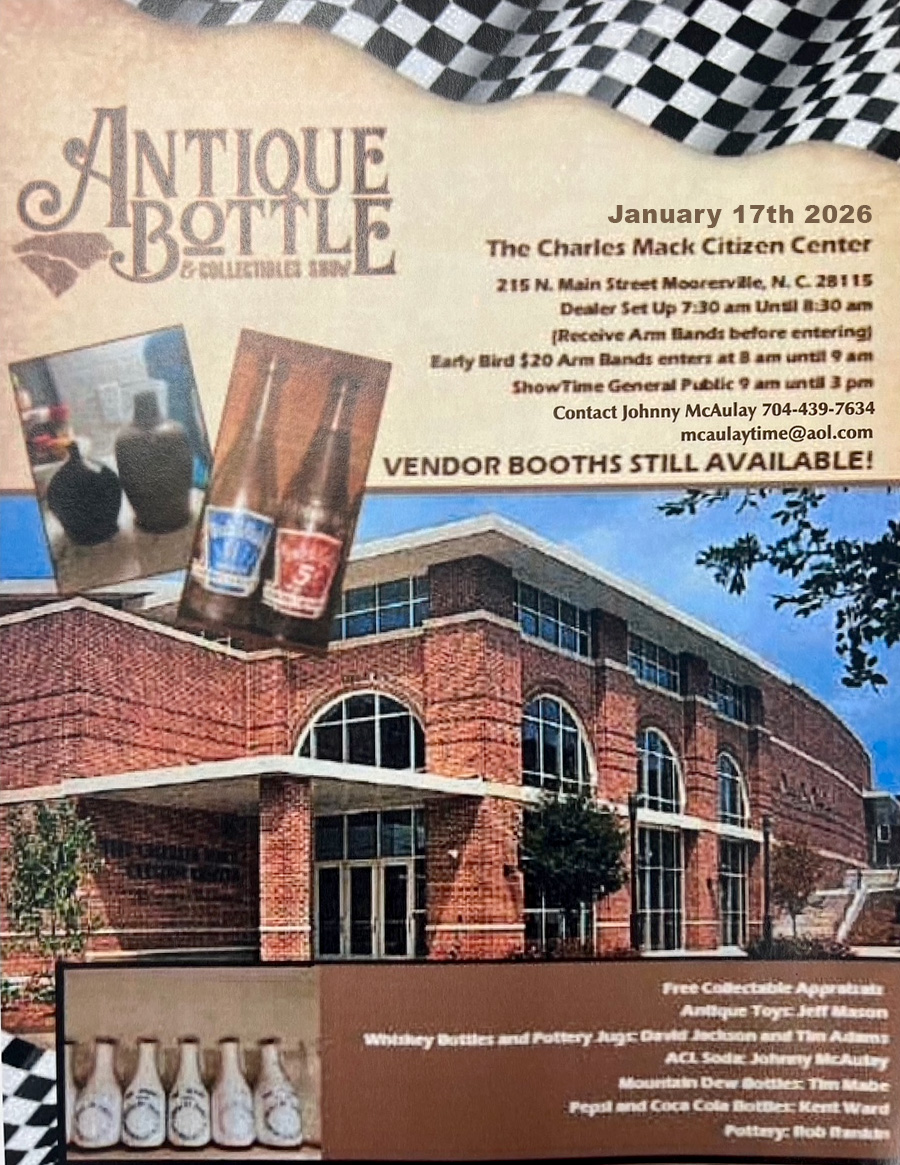 ANTIQUE
BOTTLE
& COLLECTIBLES SHOW
January 17th 2026
The Charles Mack Citizen Center
215 N. Main Street Mooresville, N. C. 28115
Dealer Set Up 7:30 am Until 8:30 am
(Receive Arm Bands before entering)
Early Bird $20 Arm Bands enters at 8 am until 9 am
ShowTime General Public 9 am until 3 pm
Contact Johnny McAulay 704-439-7634
mcaulaytime@aol.com
VENDOR BOOTHS STILL AVAILABLE!
5
Free Collectable Appraisals
Antique Toys: Jeff Mason
Whiskey Bottles and Pottery Jugs: David Jackson and Tim Adams
ACL Soda: Johnny McAulay
Mountain Dew Bottles: Tim Mabe
Pepsi and Coca Cola Bottles: Kent Ward
Pottery: Rob Rankin